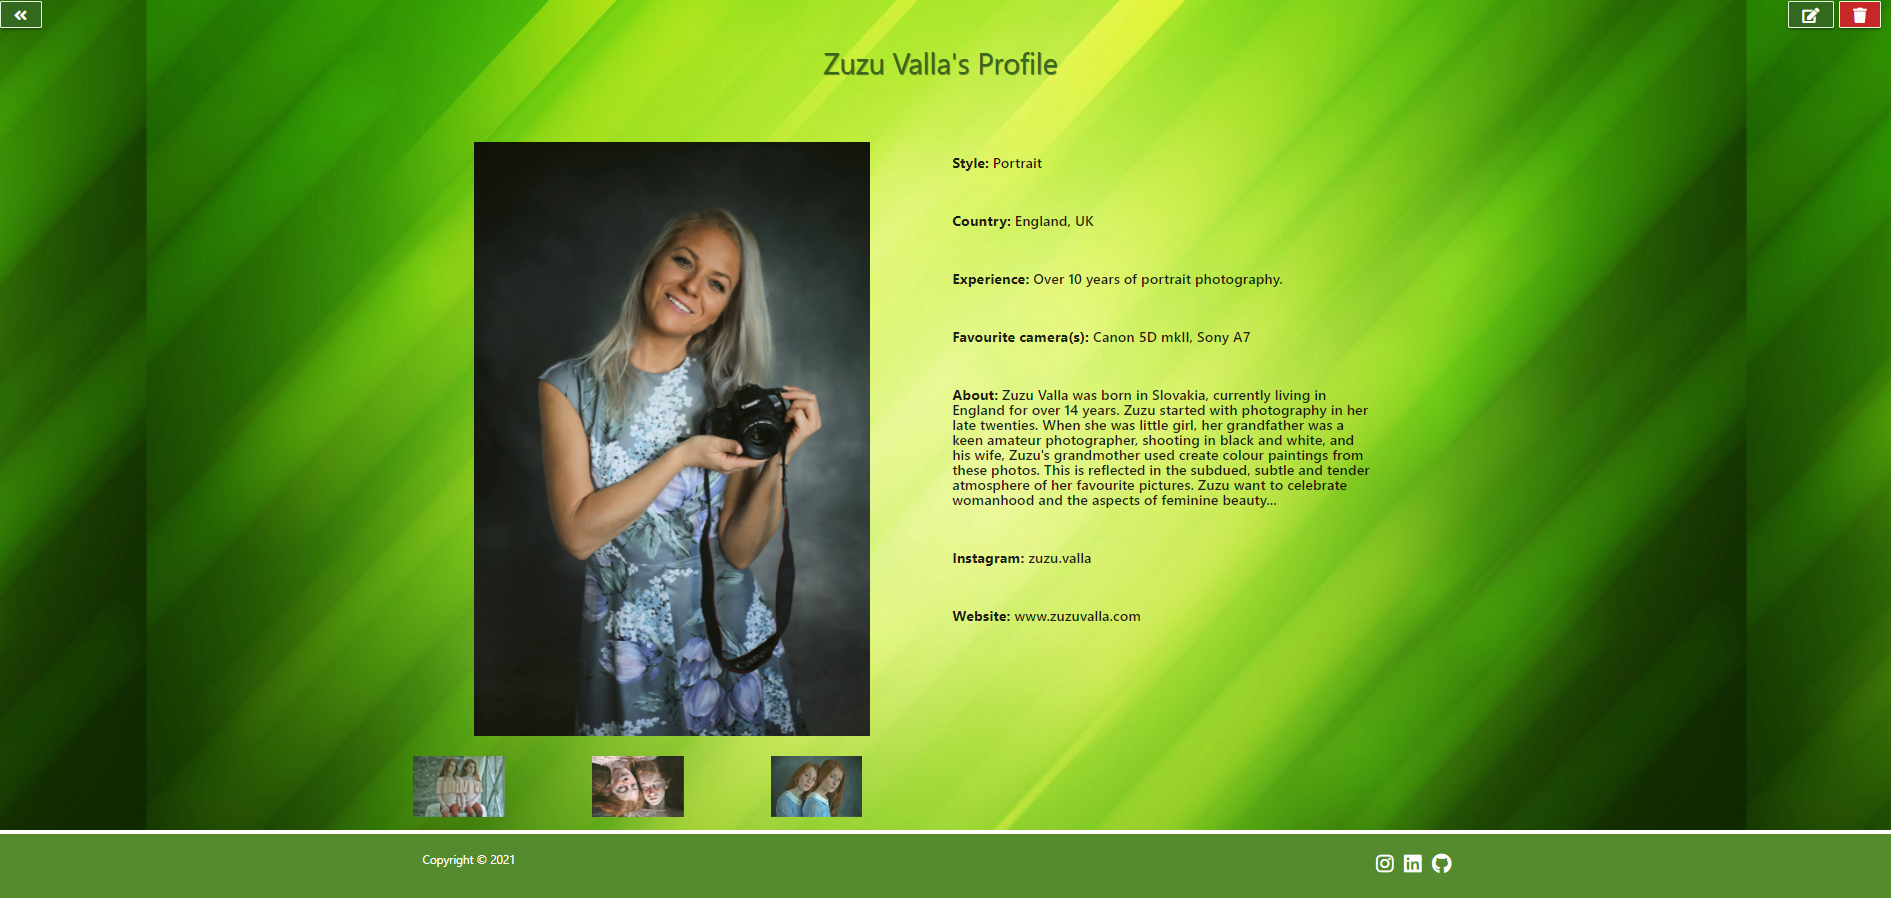 Zuzu Valla's Profile
Style: Portrait
Country: England, UK
Experience: Over 10 years of portrait photography.
Favourite camera(s): Canon 5D mkII, Sony A7
About: Zuzu Valla was born in Slovakia, currently living in
England for over 14 years. Zuzu started with photography in her
late twenties. When she was little girl, her grandfather was a
keen amateur photographer, shooting in black and white, and
his wife, Zuzu's grandmother used create colour paintings from
these photos. This is reflected in the subdued, subtle and tender
atmosphere of her favourite pictures. Zuzu want to celebrate
womanhood and the aspects of feminine beauty...
Instagram: zuzu.valla
Website: www.zuzuvalla.com
Canon
Canon
Copyright © 2021